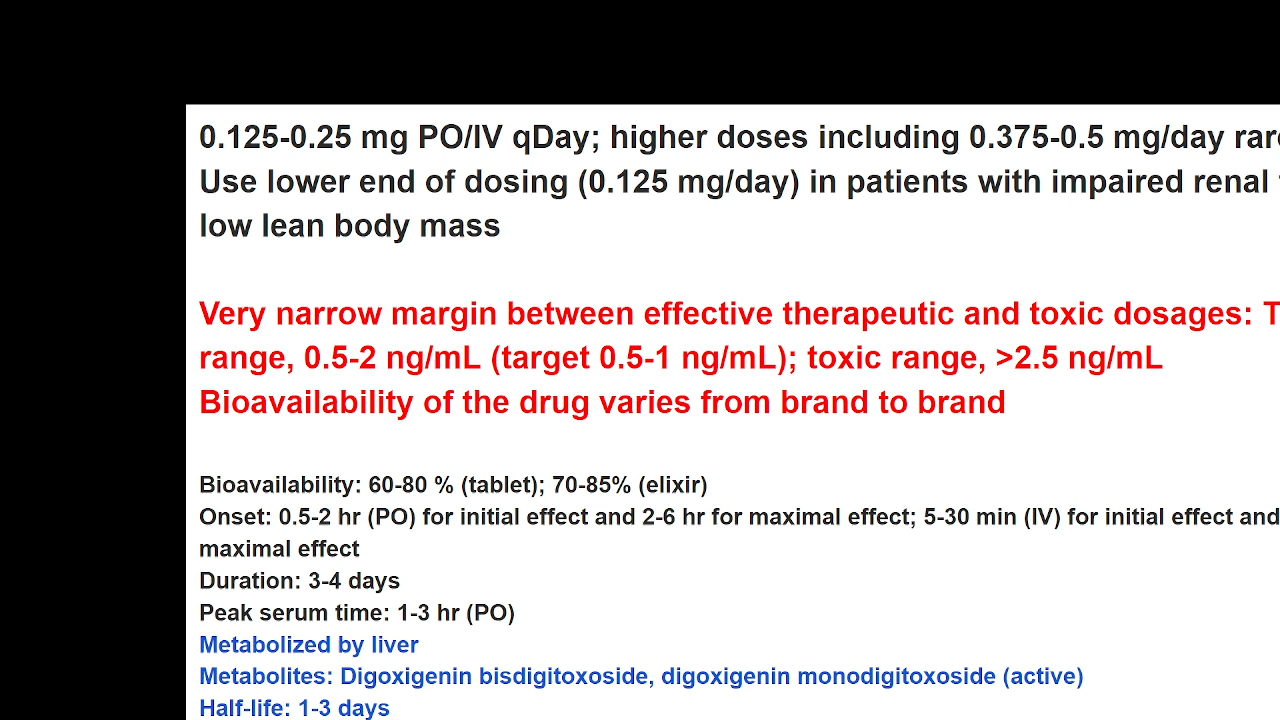 0.125-0.25 mg PO/IV qDay; higher doses including 0.375-0.5 mg/day
Use lower end of dosing (0.125 mg/day) in patients with impaired renal
low lean body mass
Very narrow margin between effective therapeutic and toxic dosages:
range, 0.5-2 ng/mL (target 0.5-1 ng/mL); toxic range, >2.5 ng/mL
Bioavailability of the drug varies from brand to brand
Bioavailability: 60-80 % (tablet); 70-85% (elixir)
Onset: 0.5-2 hr (PO) for initial effect and 2-6 hr for maximal effect; 5-30 min (IV) for initial effect and
maximal effect
Duration: 3-4 days
Peak serum time: 1-3 hr (PO)
Metabolized by liver
Metabolites: Digoxigenin bisdigitoxoside, digoxigenin monodigitoxoside (active)
Half-life: 1-3 days